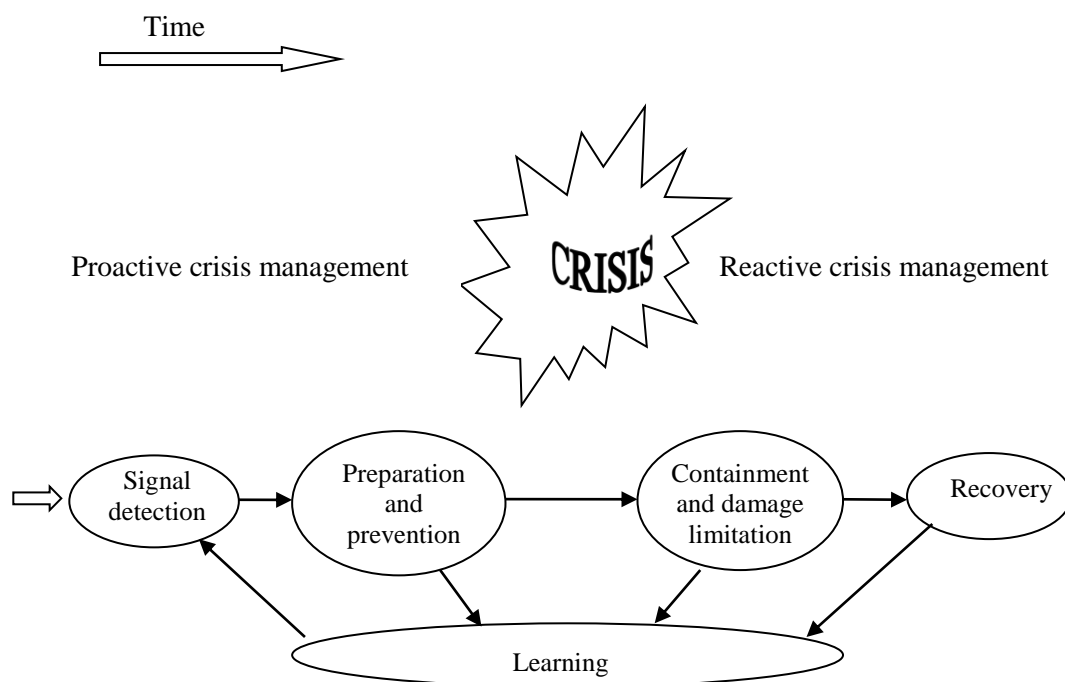 Time
CRISIS
Proactive crisis management
Reactive crisis management
Signal
detection
Preparation
and
prevention
Containment
and damage
limitation
Recovery
Learning